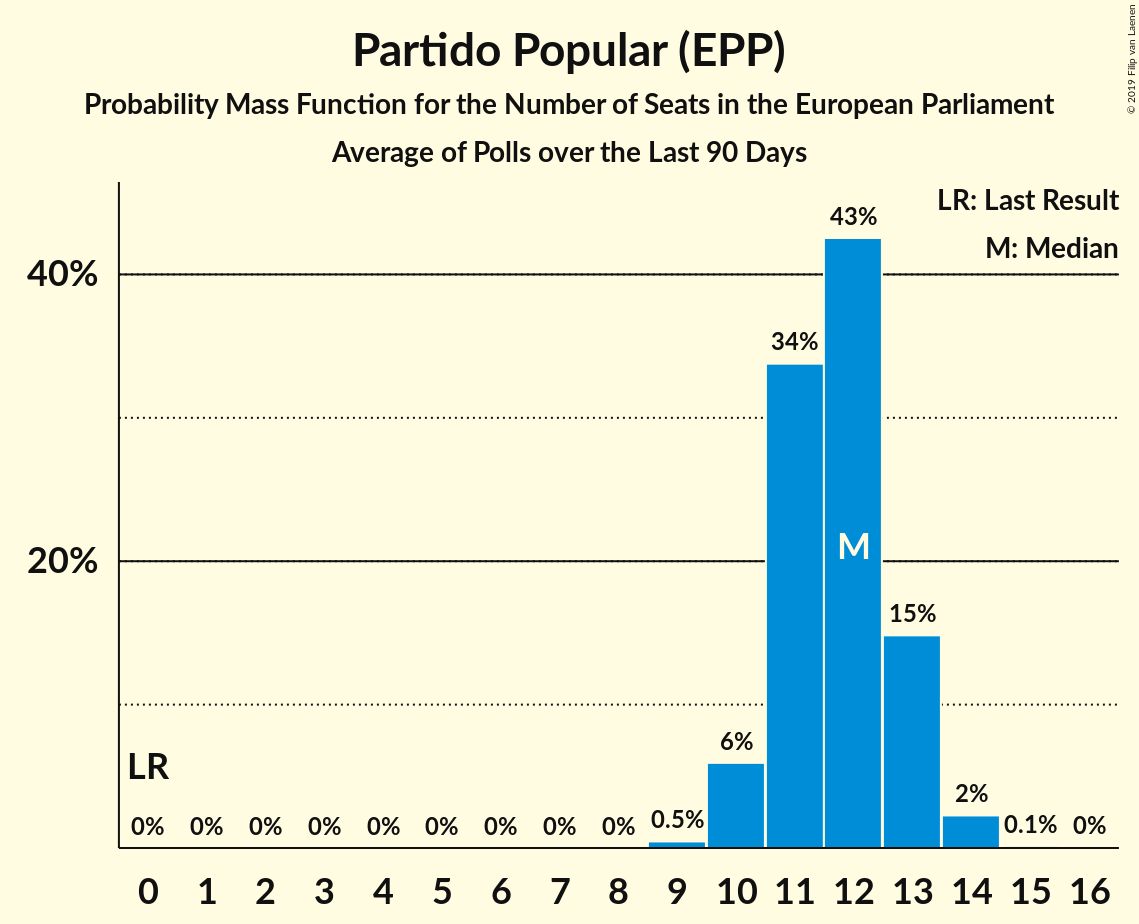 Partido Popular (EPP)
Probability Mass Function for the Number of Seats in the European Parliament
Average of Polls over the Last 90 Days
© 2019 Filip van Laenen
LR: Last Result
M: Median
43%
40%
34%
M
20%
15%
6%
LR
2%
0% 0% 0% 0% 0% 0% 0% 0% 0% 0.5% 0.1% 0%
0 1 2 3 4 5 6 7 8 9 10 11 12 13 14 15 16